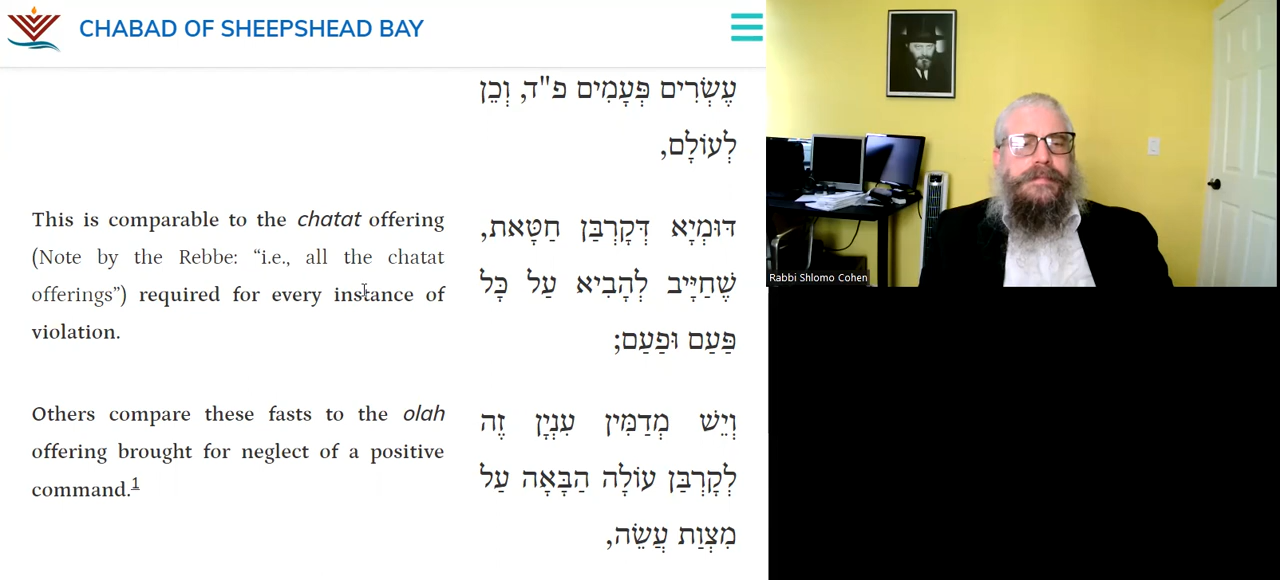 CHABAD OF SHEEPSHEAD BAY
עֶשְׂרִים פְּעָמִים פ"ד, וְכֵן
לְעוֹלָם,
This is comparable to the chatat offering
(Note by the Rebbe: “i.e., all the chatat
offerings”) required for every instance of
violation.
דּוּמְיָא דְּקָרְבַּן חַטָּאת,
שֶׁחַיָּיב לְהָבִיא עַל כָּל
פַּעַם וּפַעַם;
Others compare these fasts to the olah
offering brought for neglect of a positive
command.1
וְיֵשׁ מְדַמִּין עִנְיָן זֶה
לְקָרְבַּן עוֹלָה הַבָּאָה עַל
מִצְוַת עֲשֵׂה,
Rabbi Shlomo Cohen